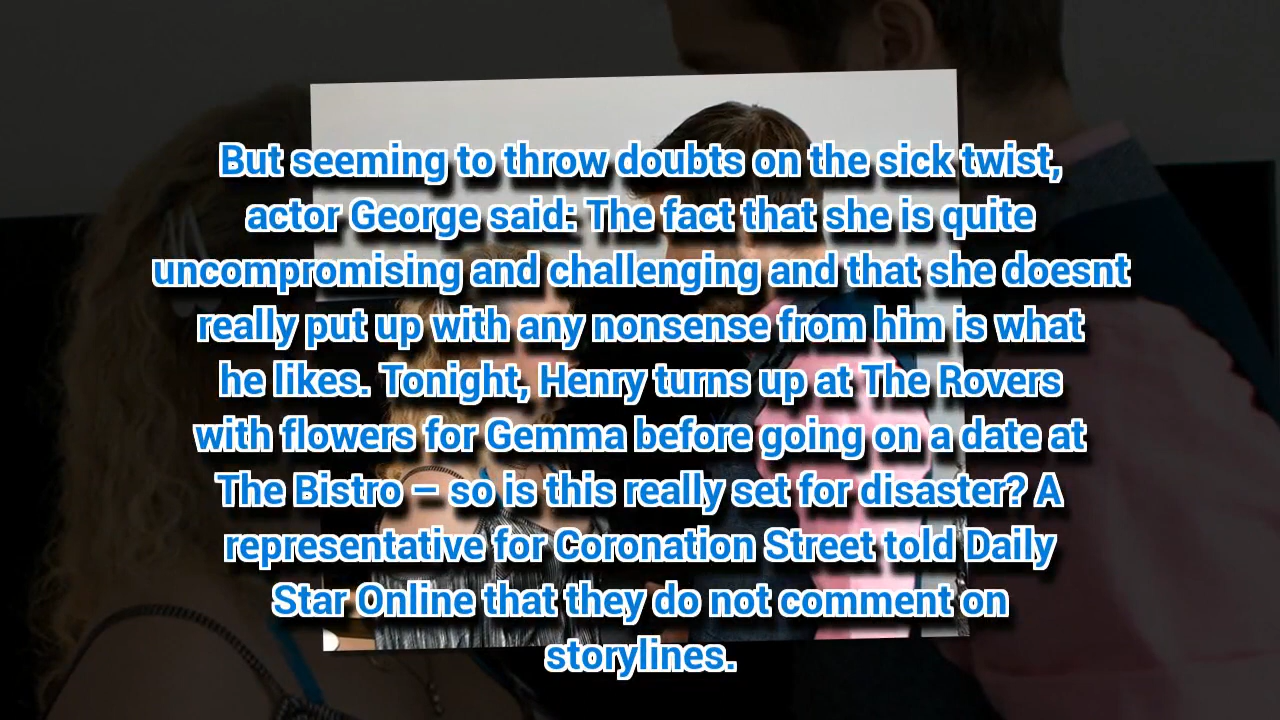 But seeming to throw doubts on the sick twist,
actor George said: The fact that she is quite
uncompromising and challenging and that she doesnt
really put up with any nonsense from him is what
he likes. Tonight, Henry turns up at The Rovers
with flowers for Gemma before going on a date at
The Bistro – so is this really set for disaster? A
representative for Coronation Street told Daily
Star Online that they do not comment on
storylines.